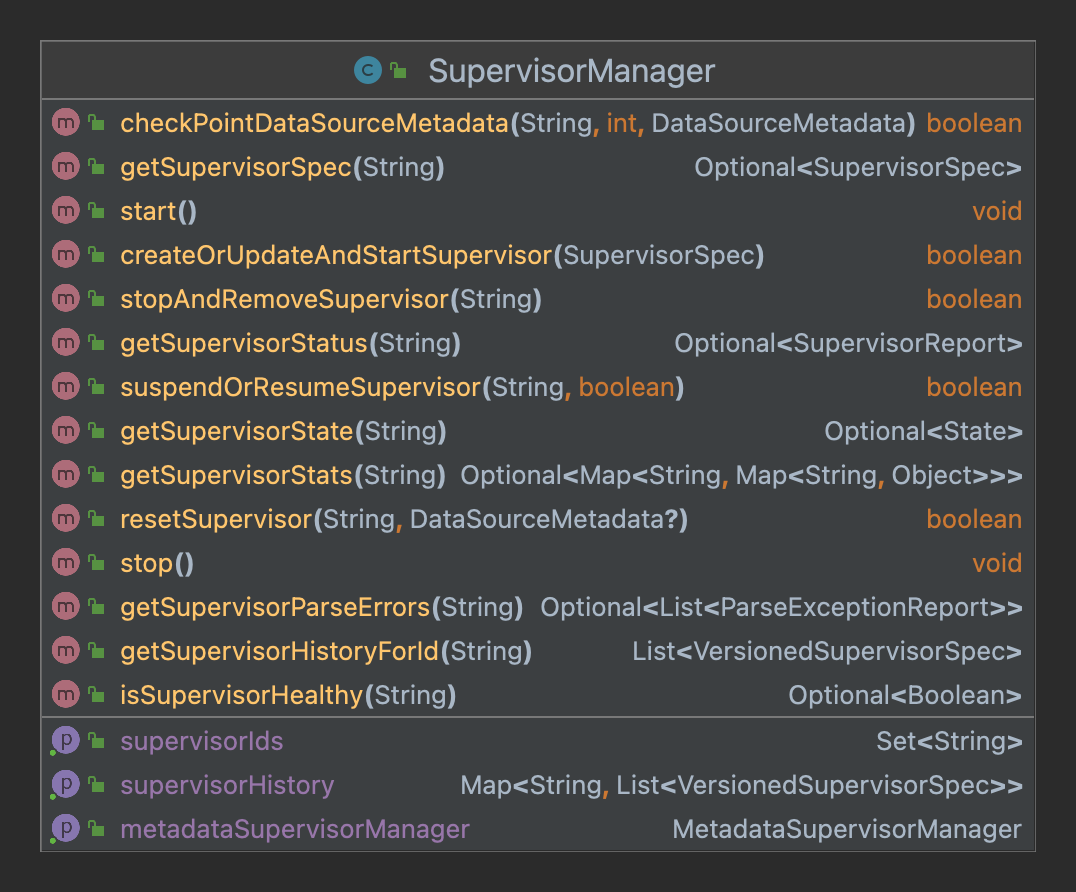 C SupervisorManager
m checkPointDataSourceMetadata(String, int, DataSourceMetadata) boolean
m getSupervisorSpec(String) Optional<SupervisorSpec>
m start() void
m createOrUpdateAndStartSupervisor(SupervisorSpec) boolean
m stopAndRemoveSupervisor(String) boolean
m getSupervisorStatus(String) Optional<SupervisorReport>
m suspendOrResumeSupervisor(String, boolean) boolean
m getSupervisorState(String) Optional<State>
m getSupervisorStats(String) Optional<Map<String, Map<String, Object>>>
m resetSupervisor(String, DataSourceMetadata?) boolean
m stop() void
m getSupervisorParseErrors(String) Optional<List<ParseExceptionReport>>
m getSupervisorHistoryForId(String) List<VersionedSupervisorSpec>
m isSupervisorHealthy(String) Optional<Boolean>
p supervisorIds Set<String>
p supervisorHistory Map<String, List<VersionedSupervisorSpec>>
p metadataSupervisorManager MetadataSupervisorManager